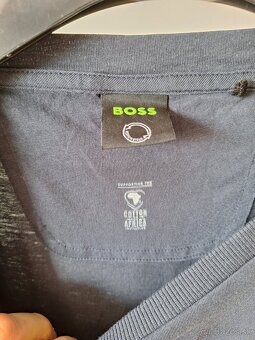 BOSS
SUPPORTING THE
COTTON
MADE IN
AFRICA